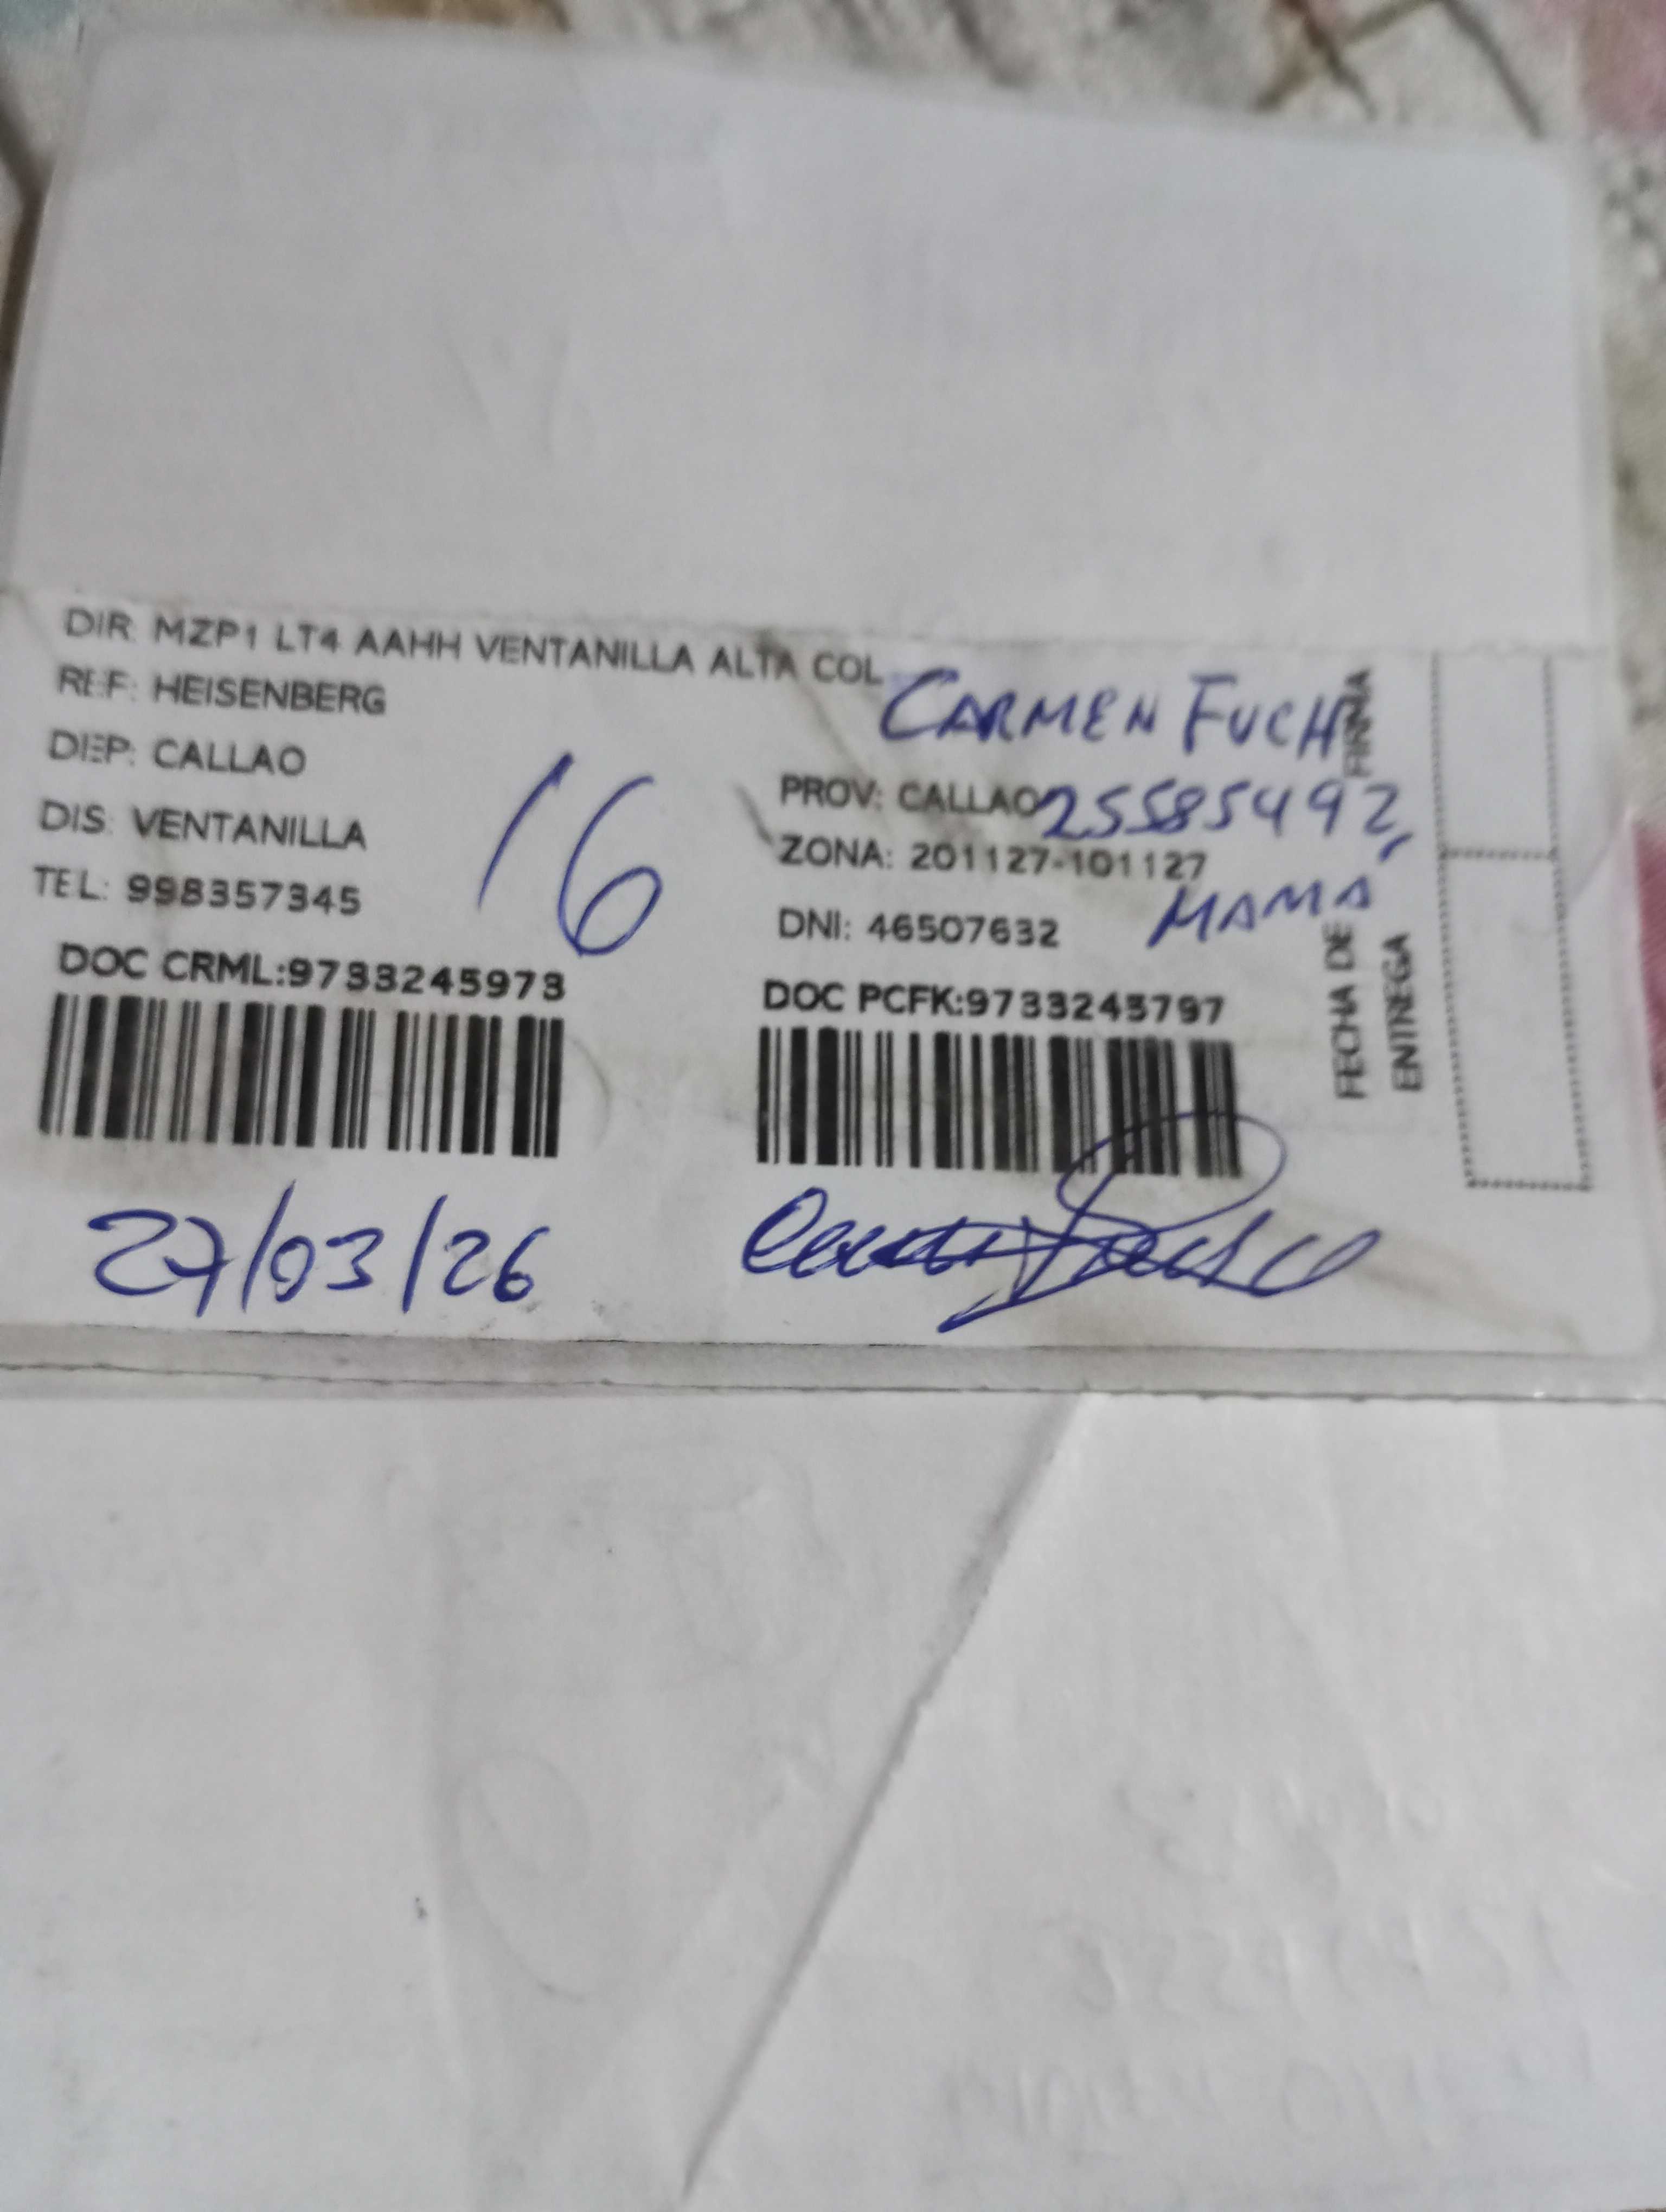 DIR: MZP1 LT4 AAHH VENTANILLA ALTA COL
REF: HEISENBERG
CARMEN FUCH
FIRMA
DEP: CALLAO
16
PROV: CALLAO
25585492,
DIS: VENTANILLA
ZONA: 201127-101127
MAMÁ
TEL: 998357345
DNI: 46507632
DOC CRML:9733245973
DOC PCFK:9733245797
FECHA DE
ENTREGA
27/03/26